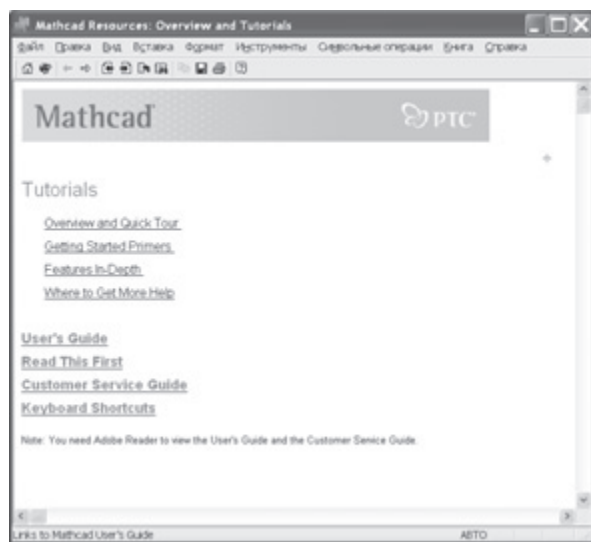 Mathcad Resources: Overview and Tutorials
Файл Правка Вид Вставка Формат Инструменты Символьные операции Книга Справка
Mathcad PTC
Tutorials
Overview and Quick Tour
Getting Started Primers
Features In-Depth
Where to Get More Help
User's Guide
Read This First
Customer Service Guide
Keyboard Shortcuts
Note: You need Adobe Reader to view the User's Guide and the Customer Service Guide.
Links to Mathcad User's Guide АВТО